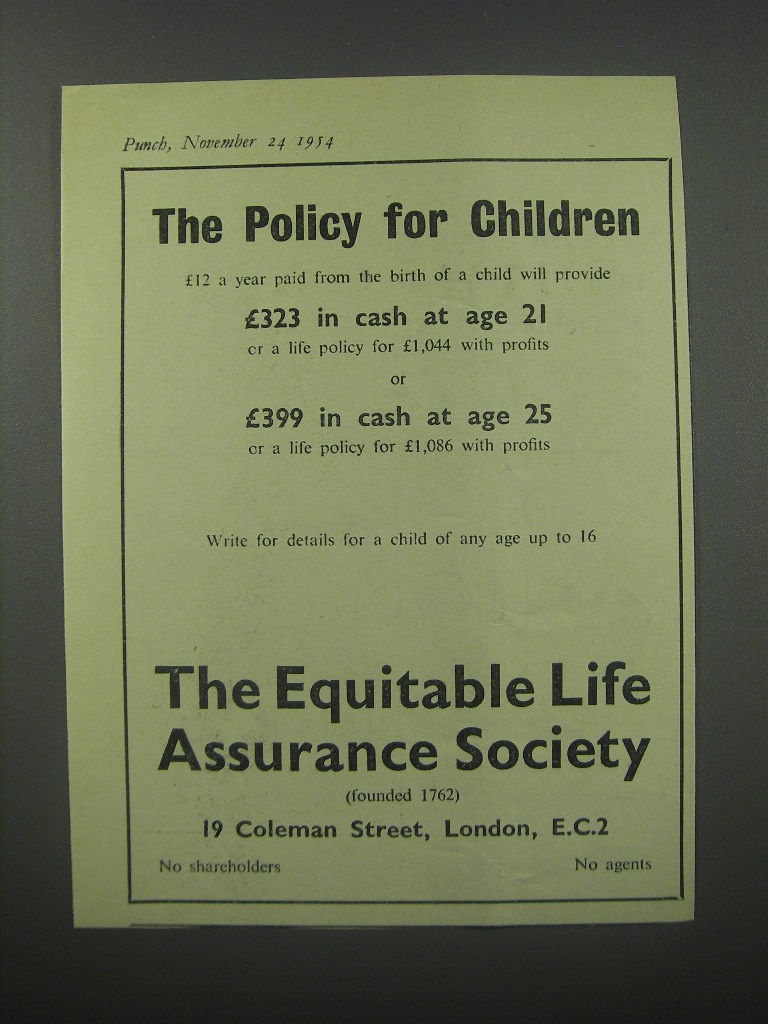 Punch, November 24 1954
The Policy for Children
£12 a year paid from the birth of a child will provide
£323 in cash at age 21
or a life policy for £1,044 with profits
or
£399 in cash at age 25
or a life policy for £1,086 with profits
Write for details for a child of any age up to 16
The Equitable Life
Assurance Society
(founded 1762)
19 Coleman Street, London, E.C.2
No shareholders No agents